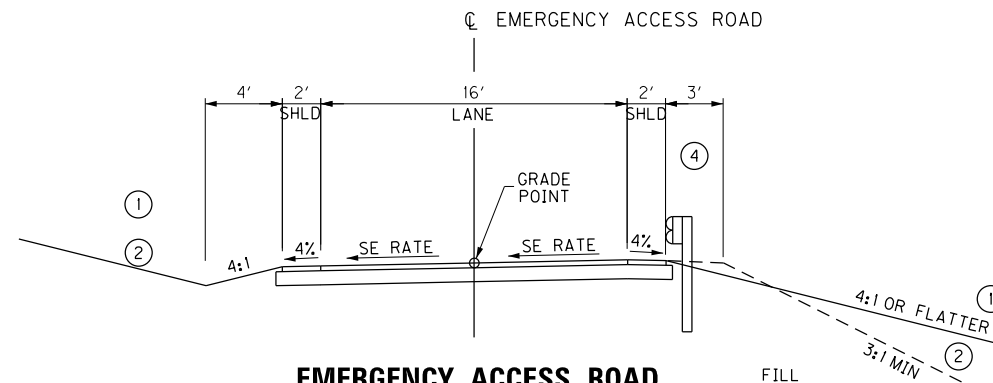 ℄ EMERGENCY ACCESS ROAD
4' 2' 16' 2' 3'
SHLD LANE SHLD
4
GRADE
POINT
1
2
4:1
4%
SE RATE
SE RATE
4%
4:1 OR FLATTER
1
2
3:1 MIN
EMERGENCY ACCESS ROAD
FILL